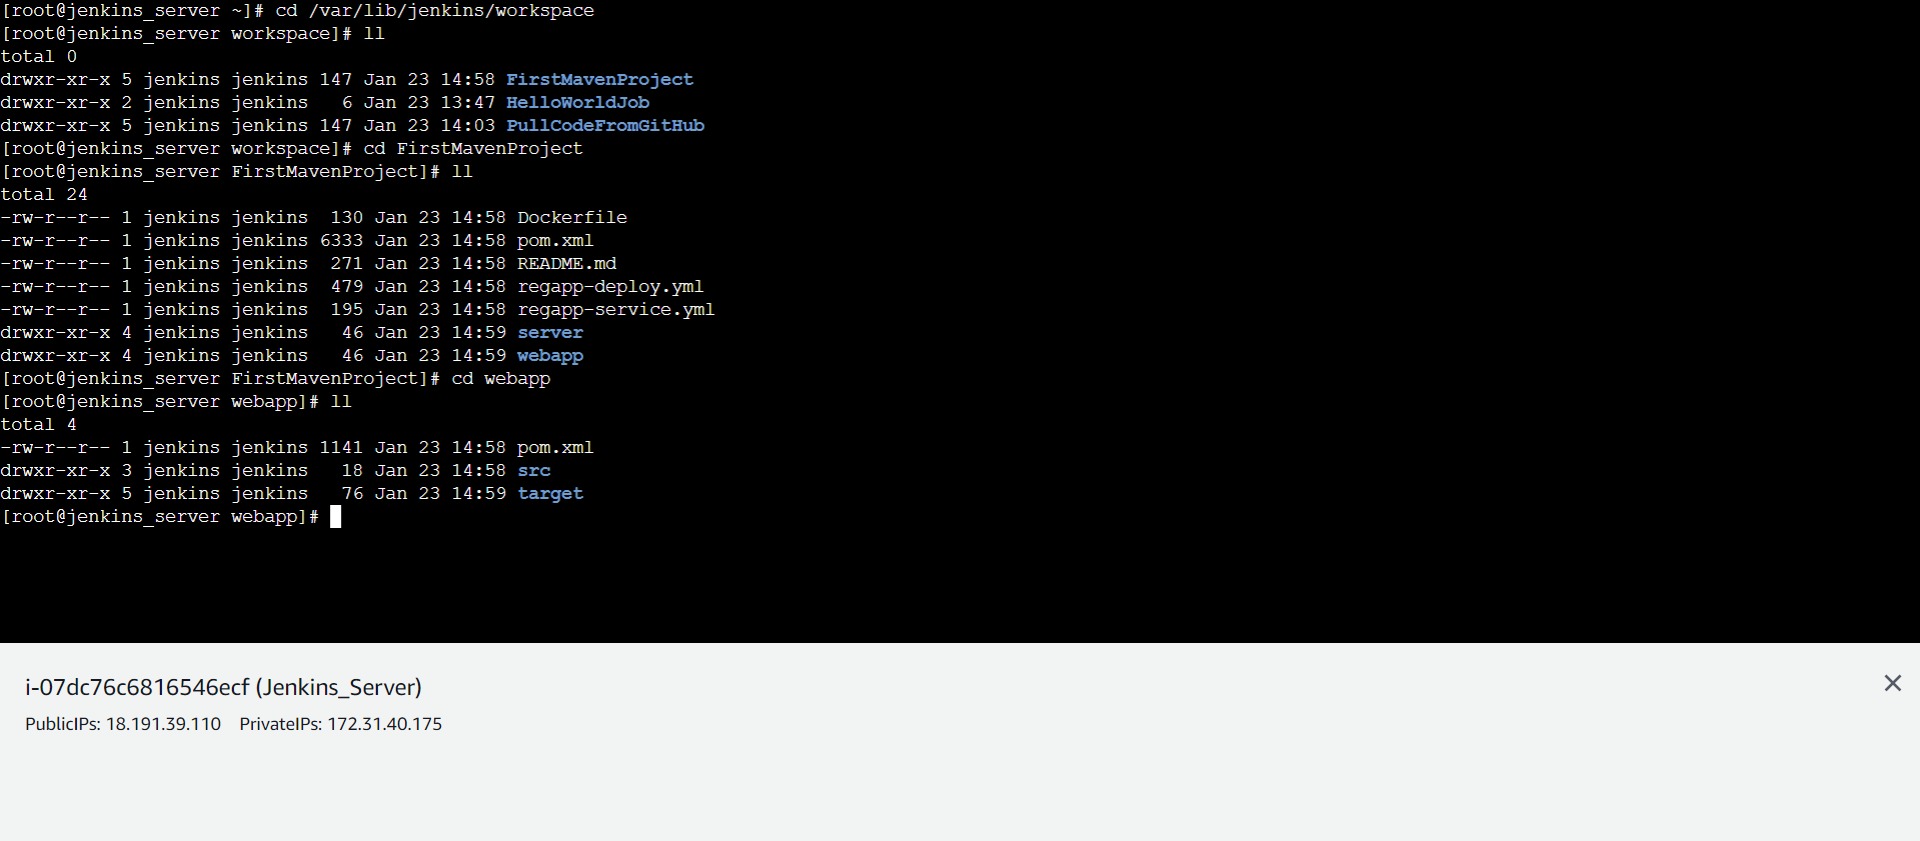 [root@jenkins_server ~]# cd /var/lib/jenkins/workspace
[root@jenkins_server workspace]# ll
total 0
drwxr-xr-x 5 jenkins jenkins 147 Jan 23 14:58 FirstMavenProject
drwxr-xr-x 2 jenkins jenkins   6 Jan 23 13:47 HelloWorldJob
drwxr-xr-x 5 jenkins jenkins 147 Jan 23 14:03 PullCodeFromGitHub
[root@jenkins_server workspace]# cd FirstMavenProject
[root@jenkins_server FirstMavenProject]# ll
total 24
-rw-r--r-- 1 jenkins jenkins  130 Jan 23 14:58 Dockerfile
-rw-r--r-- 1 jenkins jenkins 6333 Jan 23 14:58 pom.xml
-rw-r--r-- 1 jenkins jenkins  271 Jan 23 14:58 README.md
-rw-r--r-- 1 jenkins jenkins  479 Jan 23 14:58 regapp-deploy.yml
-rw-r--r-- 1 jenkins jenkins  195 Jan 23 14:58 regapp-service.yml
drwxr-xr-x 4 jenkins jenkins   46 Jan 23 14:59 server
drwxr-xr-x 4 jenkins jenkins   46 Jan 23 14:59 webapp
[root@jenkins_server FirstMavenProject]# cd webapp
[root@jenkins_server webapp]# ll
total 4
-rw-r--r-- 1 jenkins jenkins 1141 Jan 23 14:58 pom.xml
drwxr-xr-x 3 jenkins jenkins   18 Jan 23 14:58 src
drwxr-xr-x 5 jenkins jenkins   76 Jan 23 14:59 target
[root@jenkins_server webapp]#
i-07dc76c6816546ecf (Jenkins_Server)
PublicIPs: 18.191.39.110 PrivateIPs: 172.31.40.175